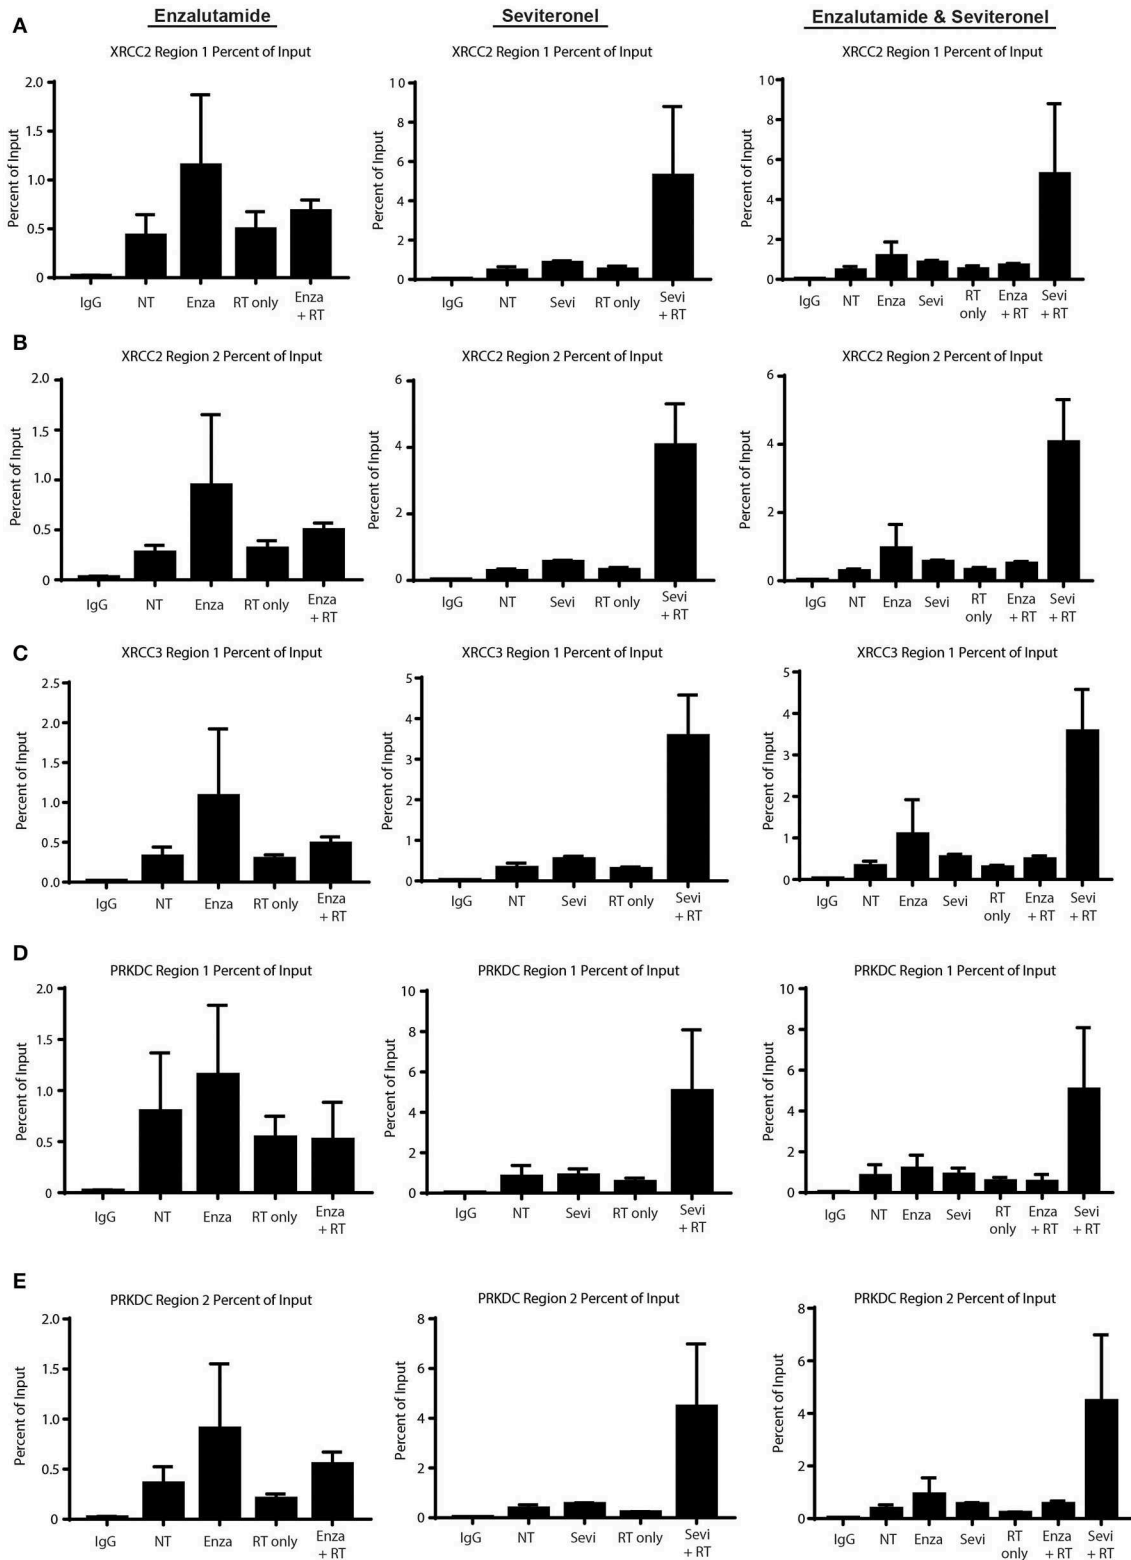 Enzalutamide
Seviteronel
Enzalutamide & Seviteronel
A
XRCC2 Region 1 Percent of Input
Percent of Input
2.0
1.5
1.0
0.5
0
IgG NT Enza RT only Enza
+ RT
XRCC2 Region 1 Percent of Input
Percent of Input
10
8
6
4
2
0
IgG NT Sevi RT only Sevi
+ RT
XRCC2 Region 1 Percent of Input
Percent of Input
10
8
6
4
2
0
IgG NT Enza Sevi RT Enza Sevi
only + RT + RT
B
XRCC2 Region 2 Percent of Input
Percent of Input
2.0
1.5
1.0
0.5
0
IgG NT Enza RT only Enza
+ RT
XRCC2 Region 2 Percent of Input
Percent of Input
6
4
2
0
IgG NT Sevi RT only Sevi
+ RT
XRCC2 Region 2 Percent of Input
Percent of Input
6
4
2
0
IgG NT Enza Sevi RT Enza Sevi
only + RT + RT
C
XRCC3 Region 1 Percent of Input
Percent of Input
2.5
2.0
1.5
1.0
0.5
0.0
IgG NT Enza RT only Enza
+ RT
XRCC3 Region 1 Percent of Input
Percent of Input
5
4
3
2
1
0
IgG NT Sevi RT only Sevi
+ RT
XRCC3 Region 1 Percent of Input
Percent of Input
5
4
3
2
1
0
IgG NT Enza Sevi RT Enza Sevi
only + RT + RT
D
PRKDC Region 1 Percent of Input
Percent of Input
2.0
1.5
1.0
0.5
0
IgG NT Enza RT only Enza
+ RT
PRKDC Region 1 Percent of Input
Percent of Input
10
8
6
4
2
0
IgG NT Sevi RT only Sevi
+ RT
PRKDC Region 1 Percent of Input
Percent of Input
10
8
6
4
2
0
IgG NT Enza Sevi RT Enza Sevi
only + RT + RT
E
PRKDC Region 2 Percent of Input
Percent of Input
2.0
1.5
1.0
0.5
0
IgG NT Enza RT only Enza
+ RT
PRKDC Region 2 Percent of Input
Percent of Input
8
6
4
2
0
IgG NT Sevi RT only Sevi
+ RT
PRKDC Region 2 Percent of Input
Percent of Input
8
6
4
2
0
IgG NT Enza Sevi RT Enza Sevi
only + RT + RT